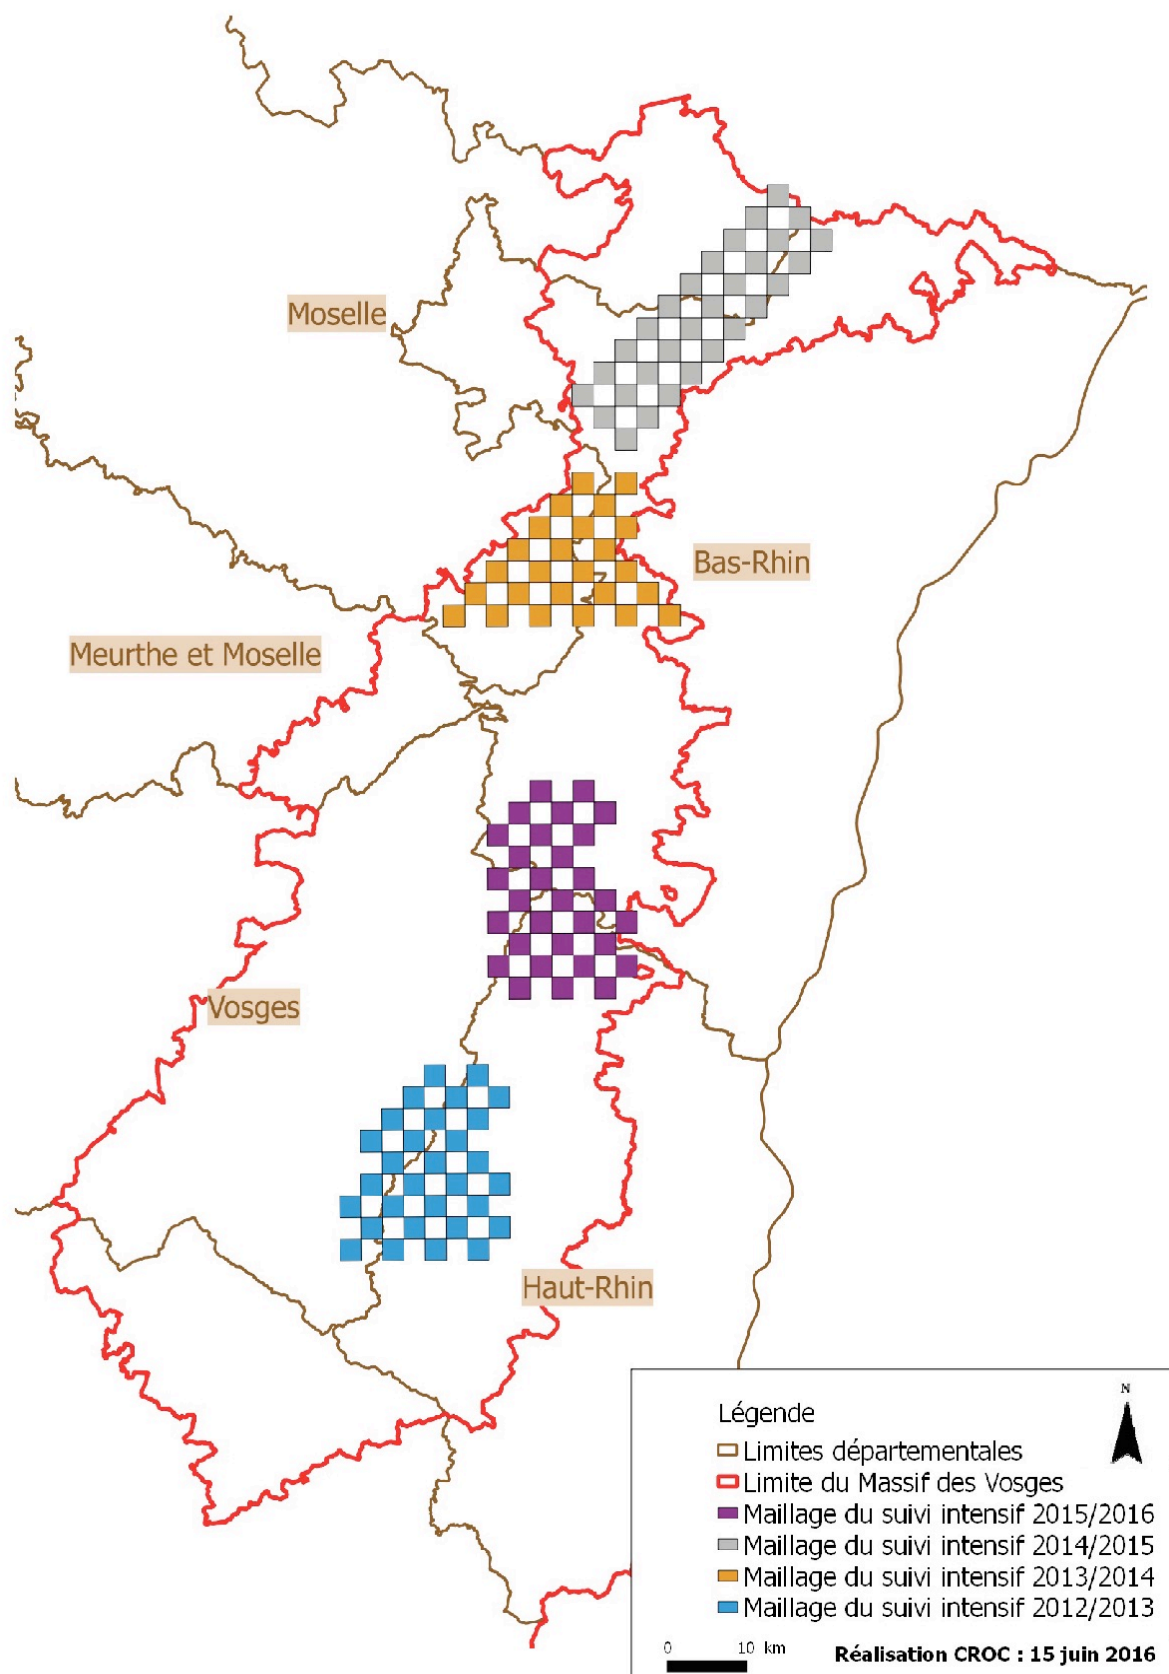 Moselle
Bas-Rhin
Meurthe et Moselle
Vosges
Haut-Rhin
N
Légende
Limites départementales
Limite du Massif des Vosges
Maillage du suivi intensif 2015/2016
Maillage du suivi intensif 2014/2015
Maillage du suivi intensif 2013/2014
Maillage du suivi intensif 2012/2013
0 10 km
Réalisation CROC : 15 juin 2016